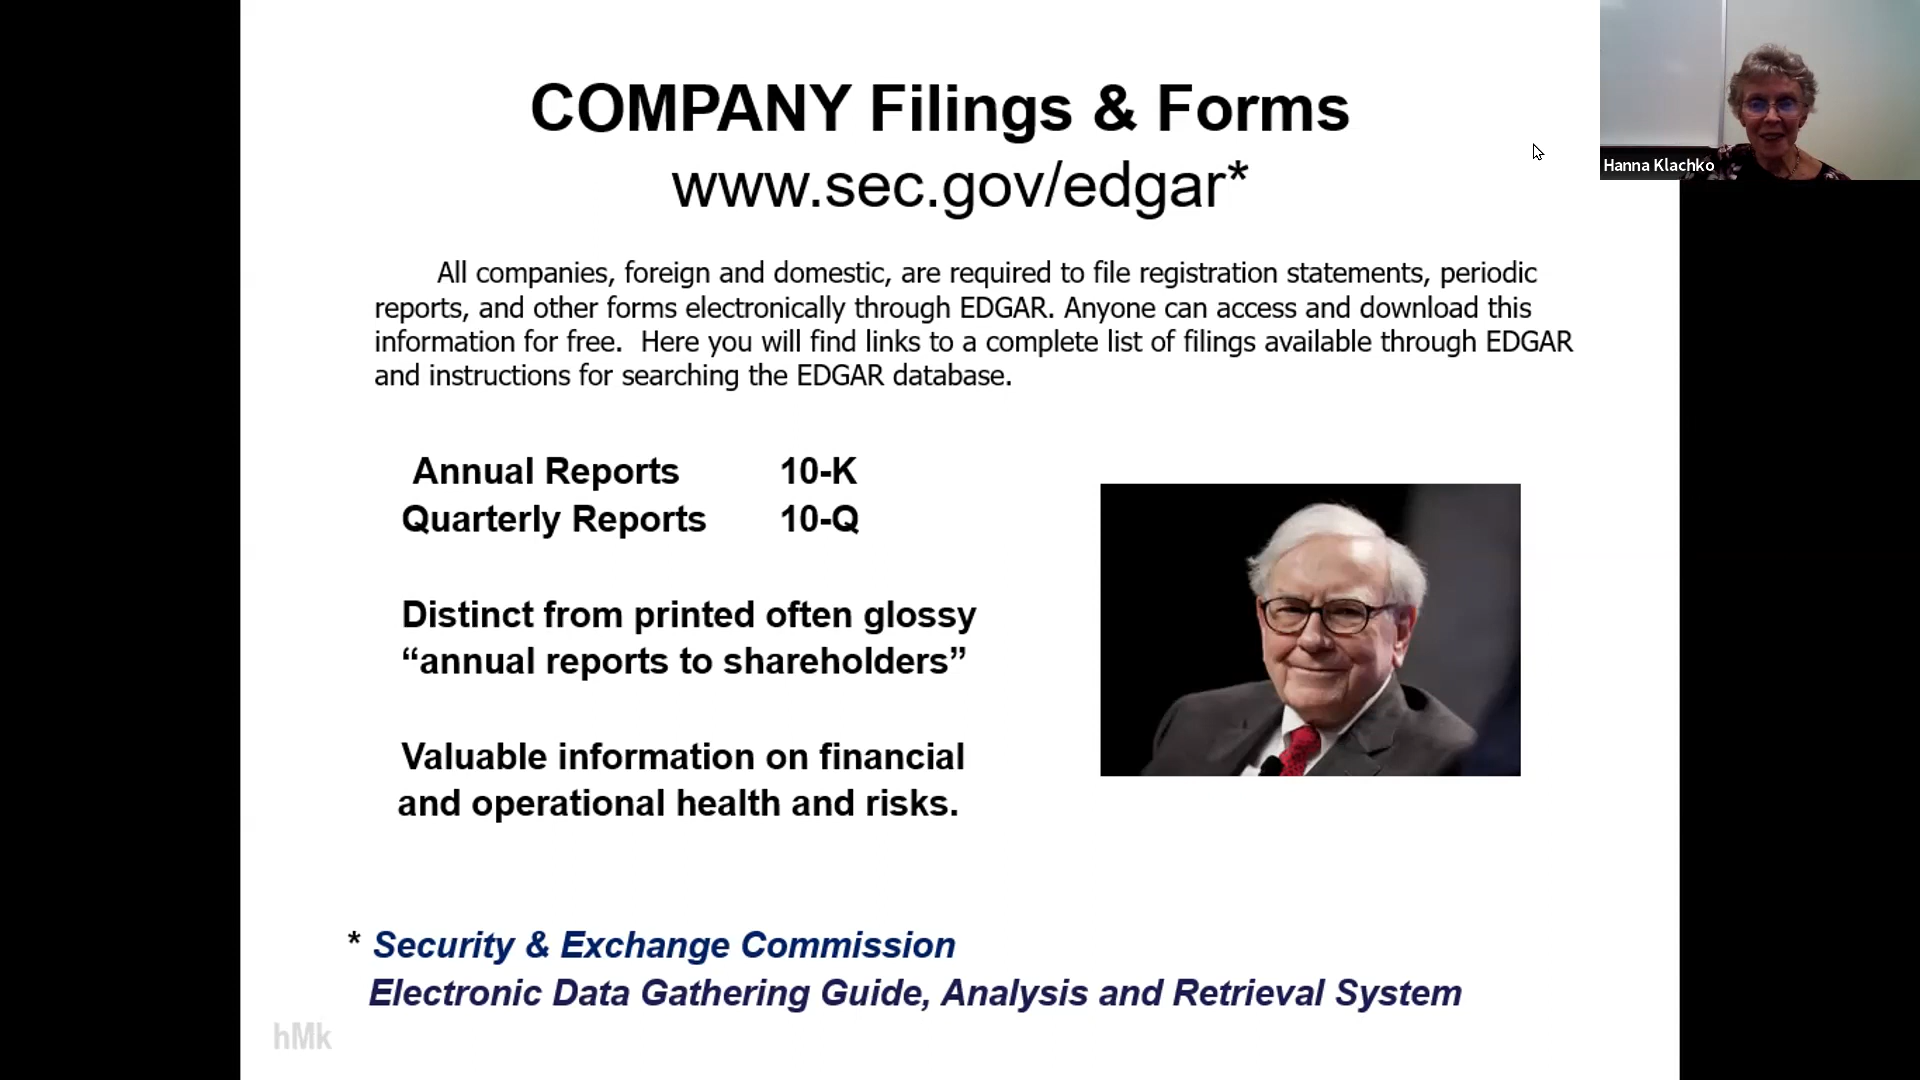 COMPANY Filings & Forms
www.sec.gov/edgar*
Hanna Klachko
All companies, foreign and domestic, are required to file registration statements, periodic
reports, and other forms electronically through EDGAR. Anyone can access and download this
information for free.  Here you will find links to a complete list of filings available through EDGAR
and instructions for searching the EDGAR database.
Annual Reports 10-K
Quarterly Reports 10-Q
Distinct from printed often glossy
“annual reports to shareholders”
Valuable information on financial
and operational health and risks.
* Security & Exchange Commission
Electronic Data Gathering Guide, Analysis and Retrieval System
hMk